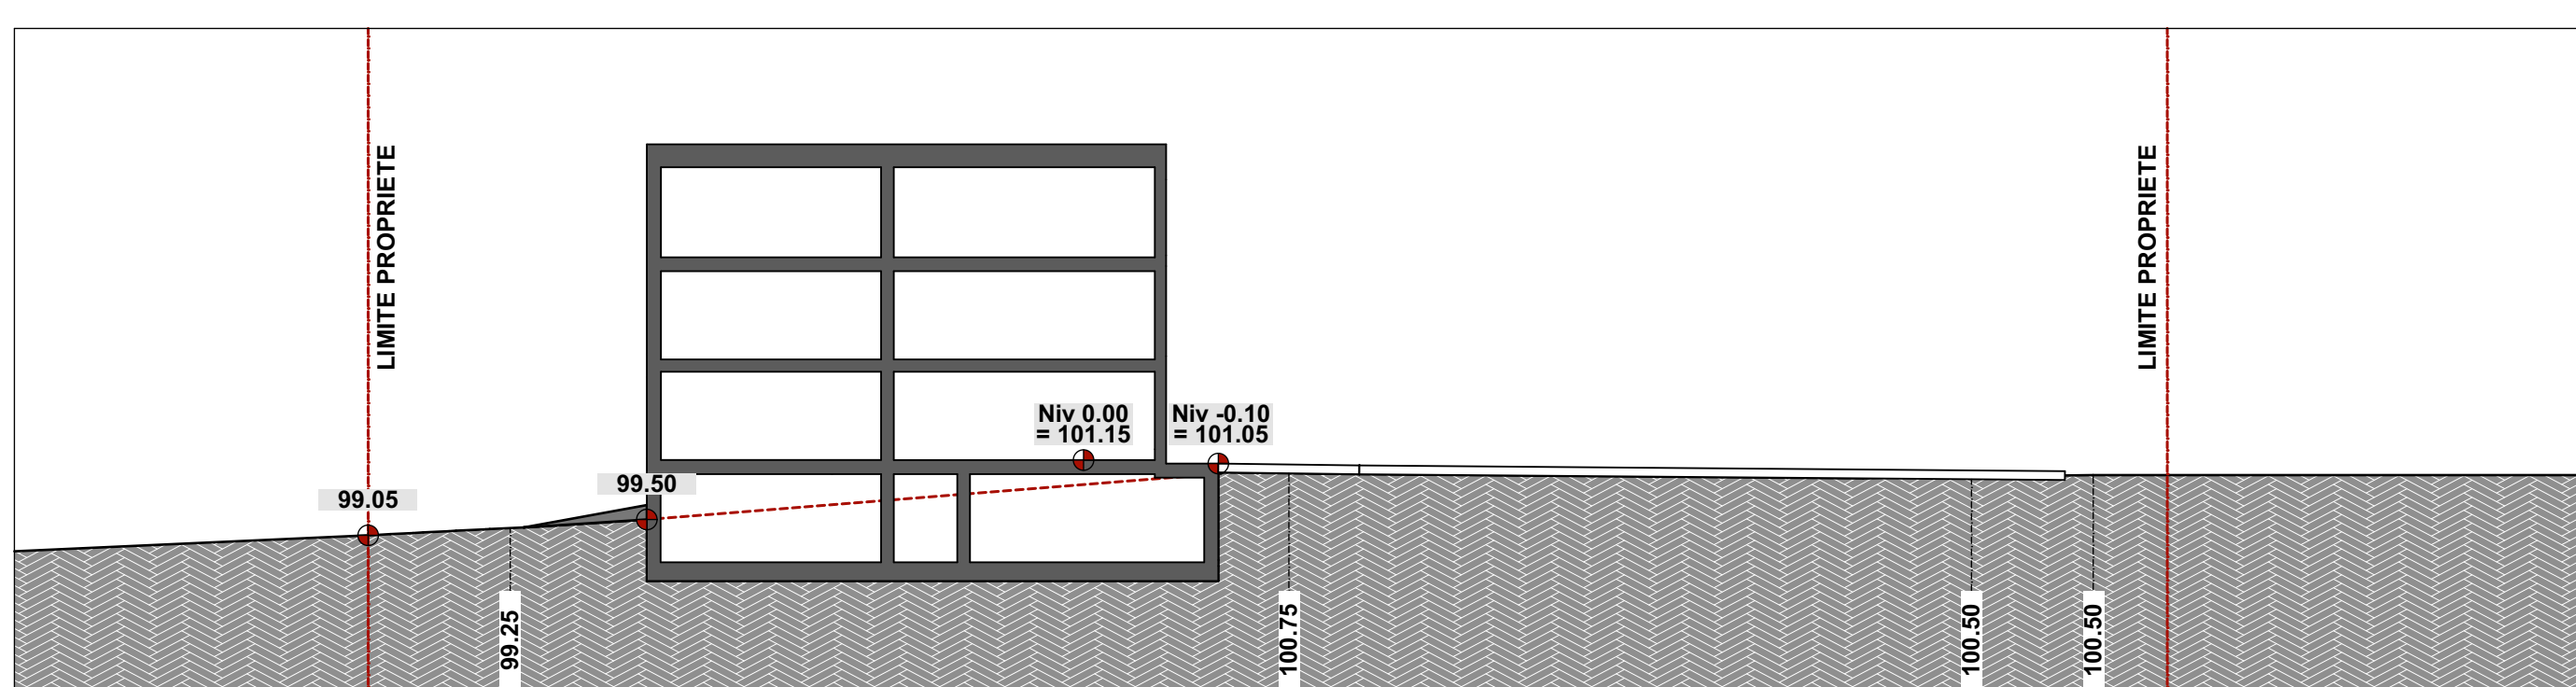 LIMITE PROPRIETE
LIMITE PROPRIETE
Niv 0.00
= 101.15
Niv -0.10
= 101.05
99.50
99.05
99.25
100.75
100.50
100.50